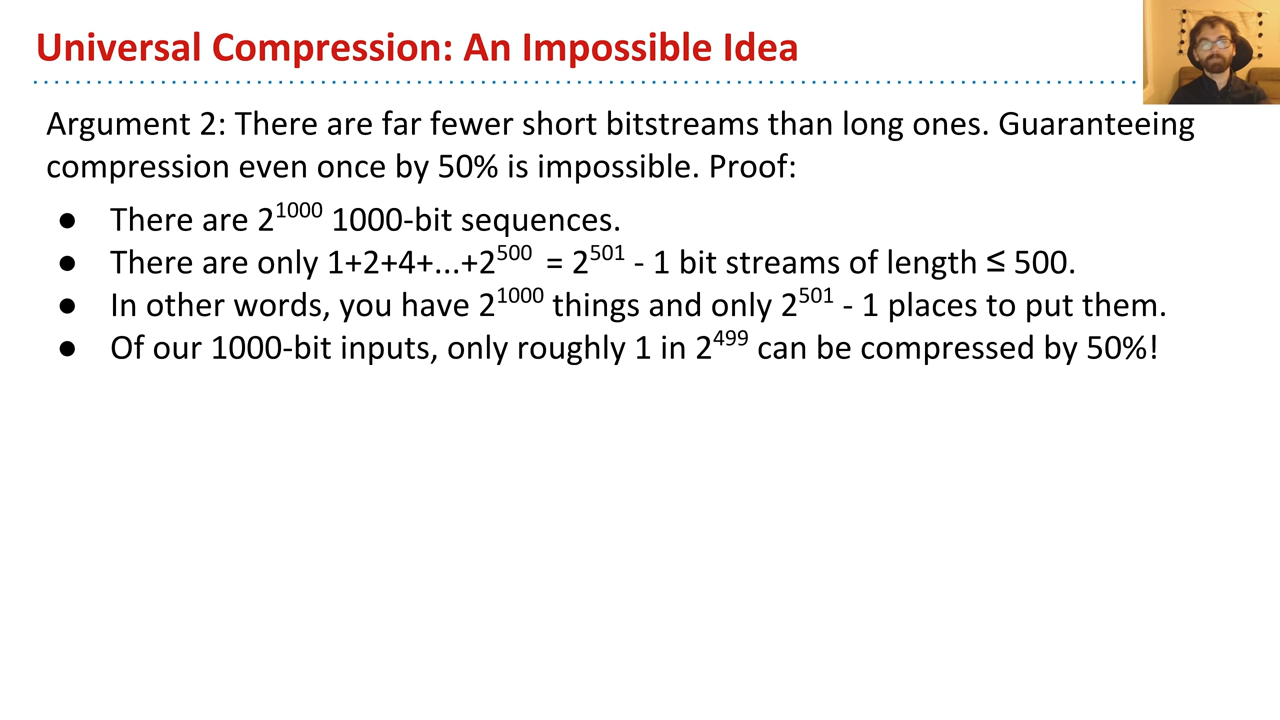 Universal Compression: An Impossible Idea
Argument 2: There are far fewer short bitstreams than long ones. Guaranteeing
compression even once by 50% is impossible. Proof:
● There are 2^1000 1000-bit sequences.
● There are only 1+2+4+...+2^500 = 2^501 - 1 bit streams of length ≤ 500.
● In other words, you have 2^1000 things and only 2^501 - 1 places to put them.
● Of our 1000-bit inputs, only roughly 1 in 2^499 can be compressed by 50%!